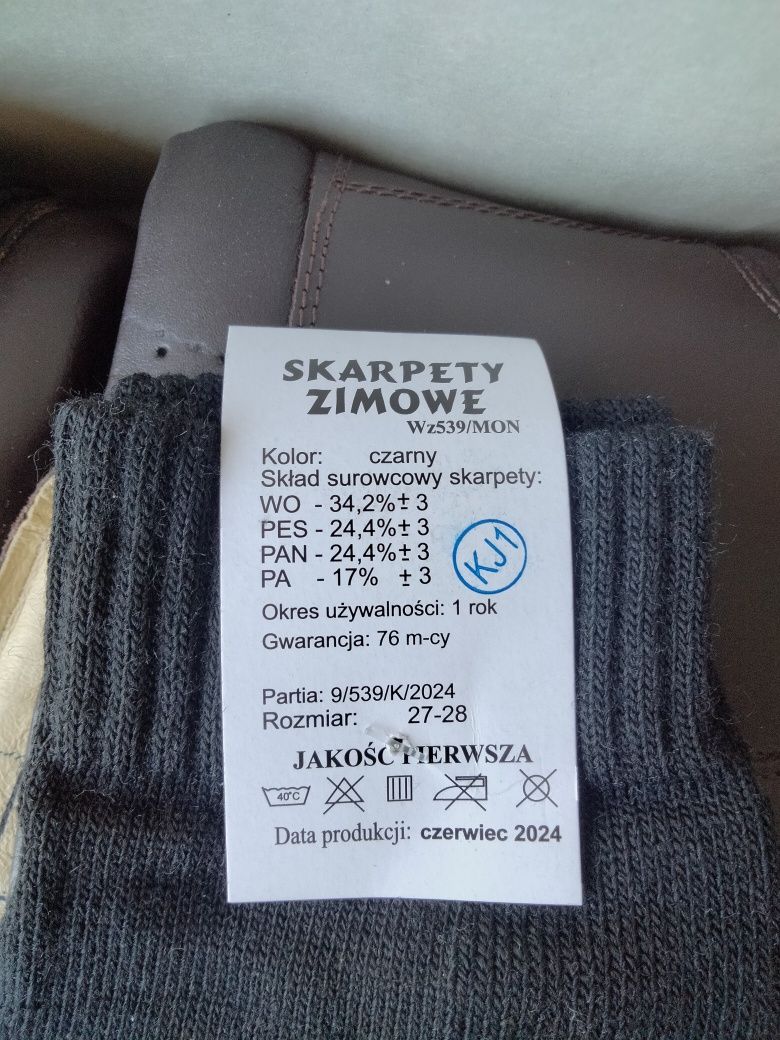 SKARPETY
ZIMOWE
Wz539/MON
Kolor: czarny
Skład surowcowy skarpety:
WO - 34,2%± 3
PES - 24,4%± 3
PAN - 24,4%± 3
PA - 17% ± 3
KJ1
Okres używalności: 1 rok
Gwarancja: 76 m-cy
Partia: 9/539/K/2024
Rozmiar: 27-28
JAKOŚĆ PIERWSZA
40°C
Data produkcji: czerwiec 2024